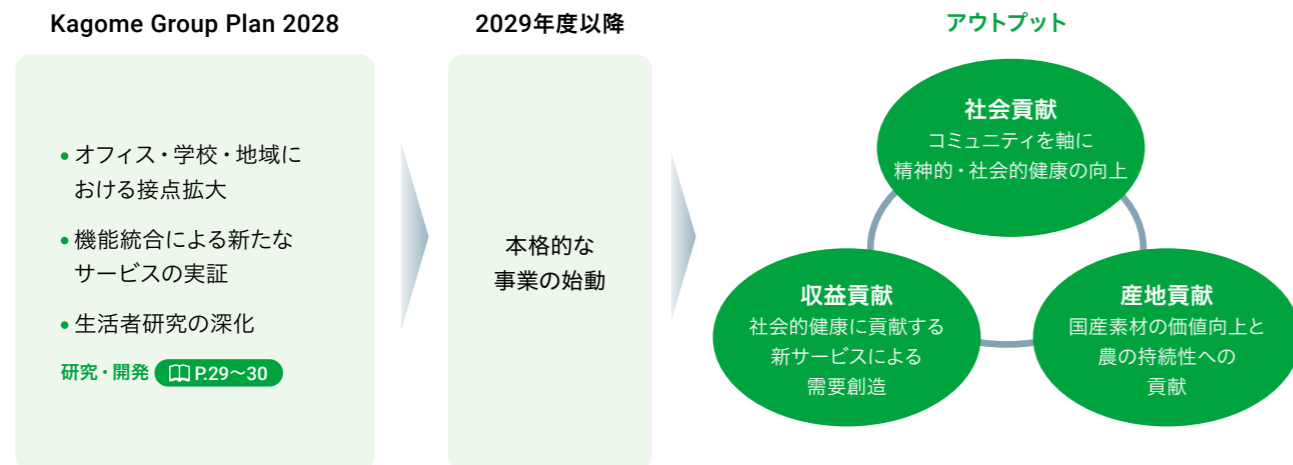 Kagome Group Plan 2028
• オフィス・学校・地域に
おける接点拡大
• 機能統合による新たな
サービスの実証
• 生活者研究の深化
研究・開発 P.29〜30
2029年度以降
本格的な
事業の始動
アウトプット
社会貢献
コミュニティを軸に
精神的・社会的健康の向上
収益貢献
社会的健康に貢献する
新サービスによる
需要創造
産地貢献
国産素材の価値向上と
農の持続性への
貢献